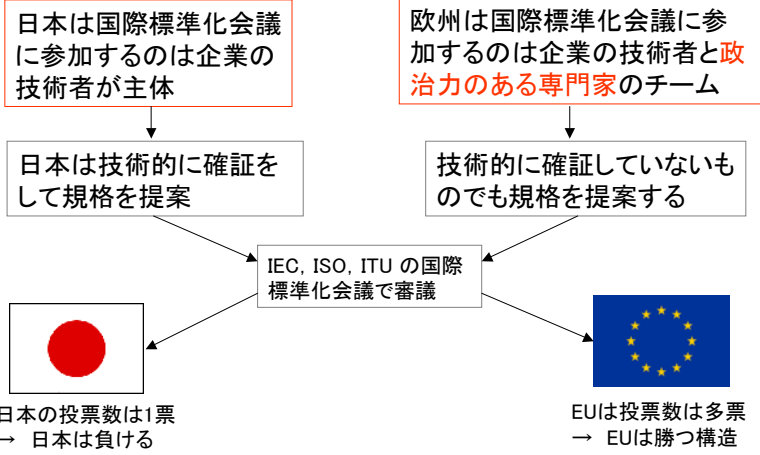 日本は国際標準化会議
に参加するのは企業の
技術者が主体
欧州は国際標準化会議に参
加するのは企業の技術者と政
治力のある専門家のチーム
日本は技術的に確証を
して規格を提案
技術的に確証していないも
のでも規格を提案する
IEC, ISO, ITU の国際
標準化会議で審議
日本の投票数は1票
→ 日本は負ける
EUは投票数は多票
→ EUは勝つ構造